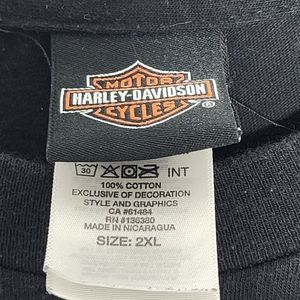 MOTOR
HARLEY-DAVIDSON
CYCLES
®
30 INT
100% COTTON
EXCLUSIVE OF DECORATION
STYLE AND GRAPHICS
CA #61484
RN #136380
MADE IN NICARAGUA
SIZE: 2XL